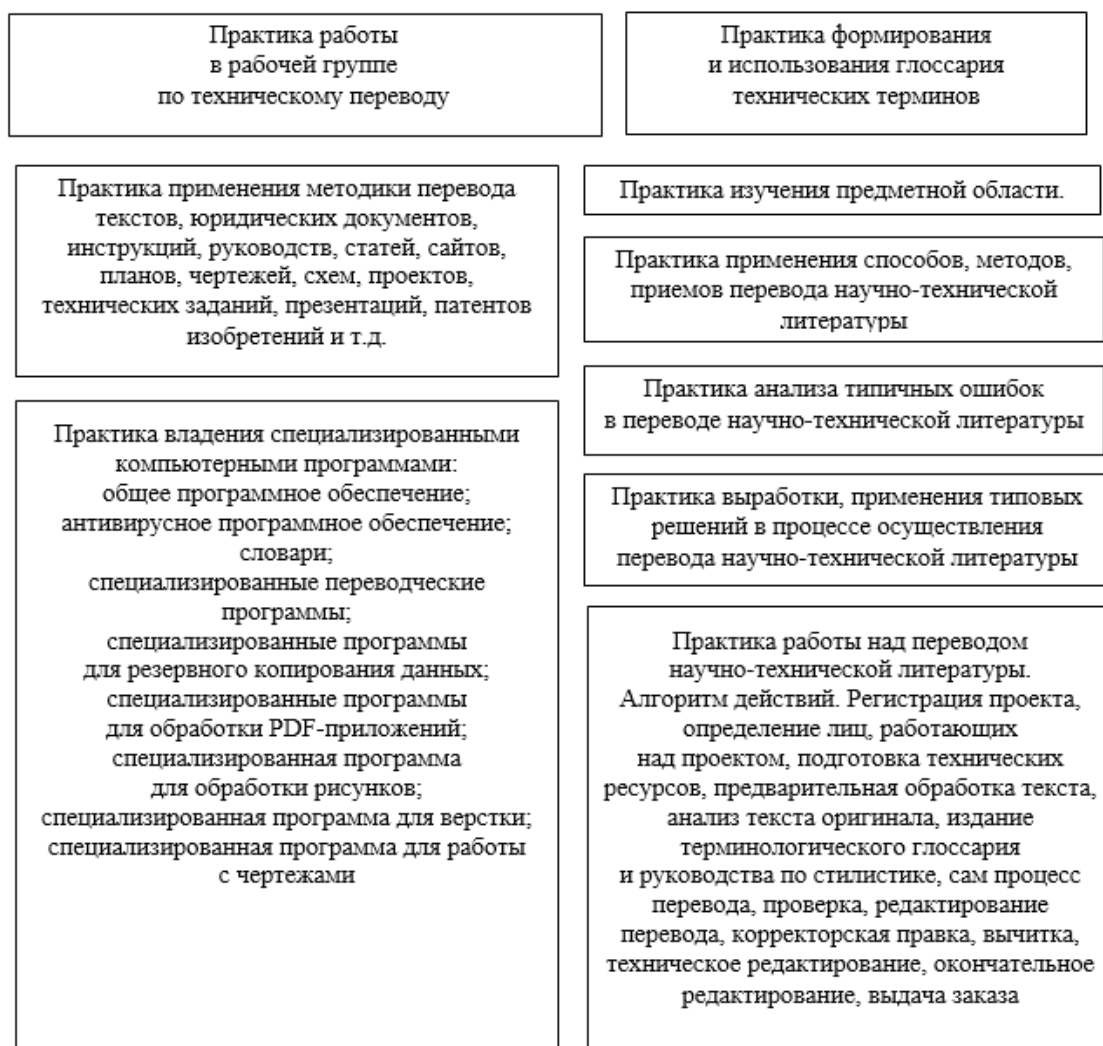 Практика работы
в рабочей группе
по техническому переводу
Практика формирования
и использования глоссария
технических терминов
Практика применения методики перевода
текстов, юридических документов,
инструкций, руководств, статей, сайтов,
планов, чертежей, схем, проектов,
технических заданий, презентаций, патентов
изобретений и т.д.
Практика владения специализированными
компьютерными программами:
общее программное обеспечение;
антивирусное программное обеспечение;
словари;
специализированные переводческие
программы;
специализированные программы
для резервного копирования данных;
специализированные программы
для обработки PDF-приложений;
специализированная программа
для обработки рисунков;
специализированная программа для верстки;
специализированная программа для работы
с чертежами
Практика изучения предметной области.
Практика применения способов, методов,
приемов перевода научно-технической
литературы
Практика анализа типичных ошибок
в переводе научно-технической литературы
Практика выработки, применения типовых
решений в процессе осуществления
перевода научно-технической литературы
Практика работы над переводом
научно-технической литературы.
Алгоритм действий. Регистрация проекта,
определение лиц, работающих
над проектом, подготовка технических
ресурсов, предварительная обработка текста,
анализ текста оригинала, издание
терминологического глоссария
и руководства по стилистике, сам процесс
перевода, проверка, редактирование
перевода, корректорская правка, вычитка,
техническое редактирование, окончательное
редактирование, выдача заказа